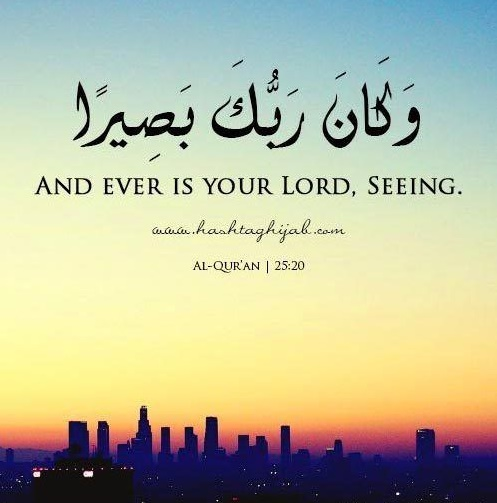 وَكَانَ رَبُّكَ بَصِيرًا
AND EVER IS YOUR LORD, SEEING.
www.hashtaghijab.com
AL-QUR'AN | 25:20